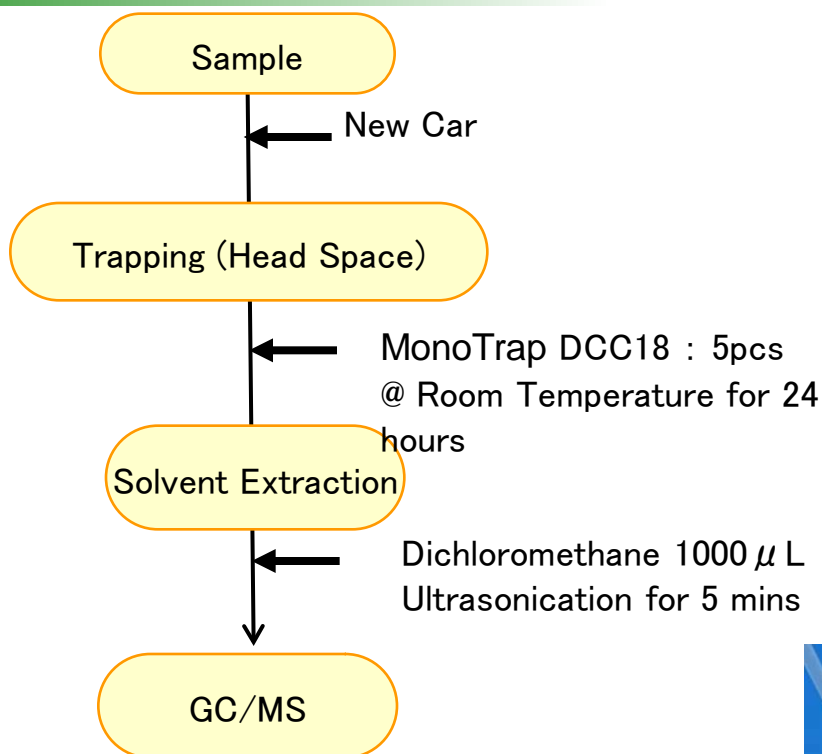 Sample
New Car
Trapping (Head Space)
MonoTrap DCC18 : 5pcs
@ Room Temperature for 24
hours
Solvent Extraction
Dichloromethane 1000μL
Ultrasonication for 5 mins
GC/MS